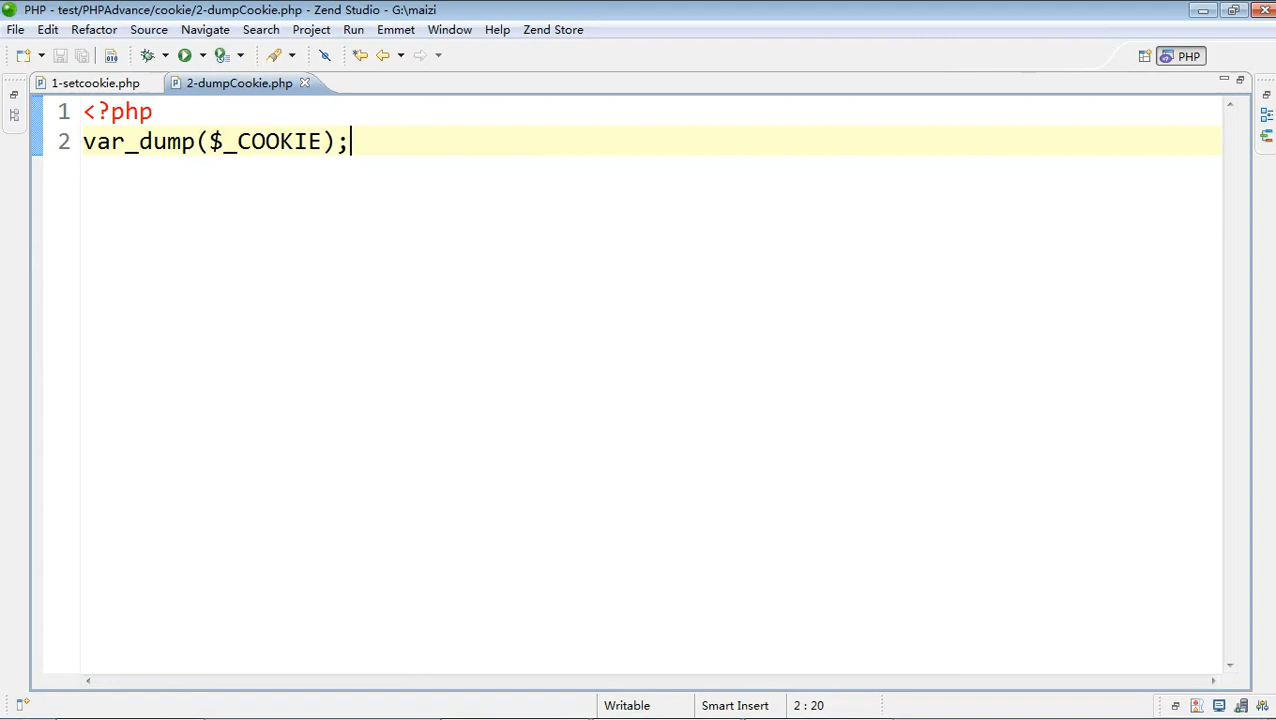 PHP - test/PHPAdvance/cookie/2-dumpCookie.php - Zend Studio - G:\maizi
File Edit Refactor Source Navigate Search Project Run Emmet Window Help Zend Store
PHP
1-setcookie.php 2-dumpCookie.php
1 <?php
2 var_dump($_COOKIE);
Writable Smart Insert 2 : 20